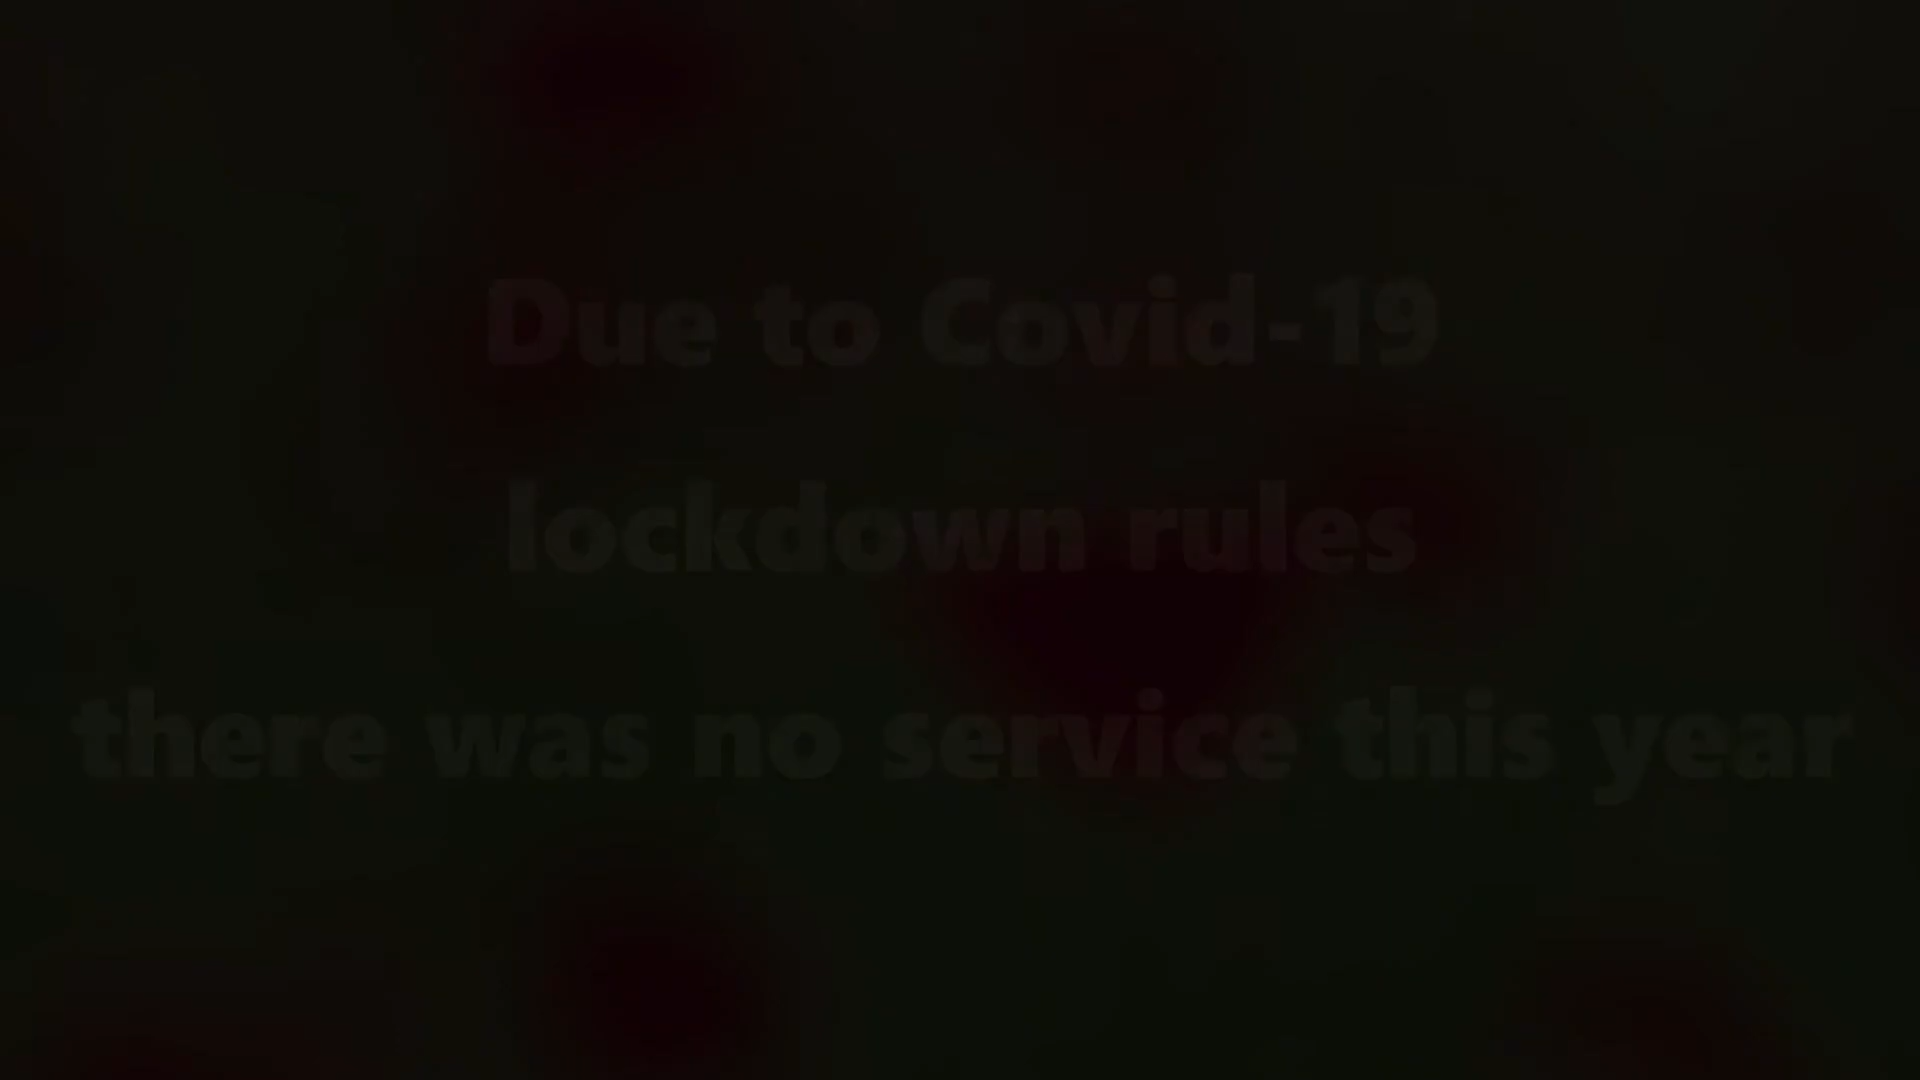 Due to Covid-19
lockdown rules
there was no service this year